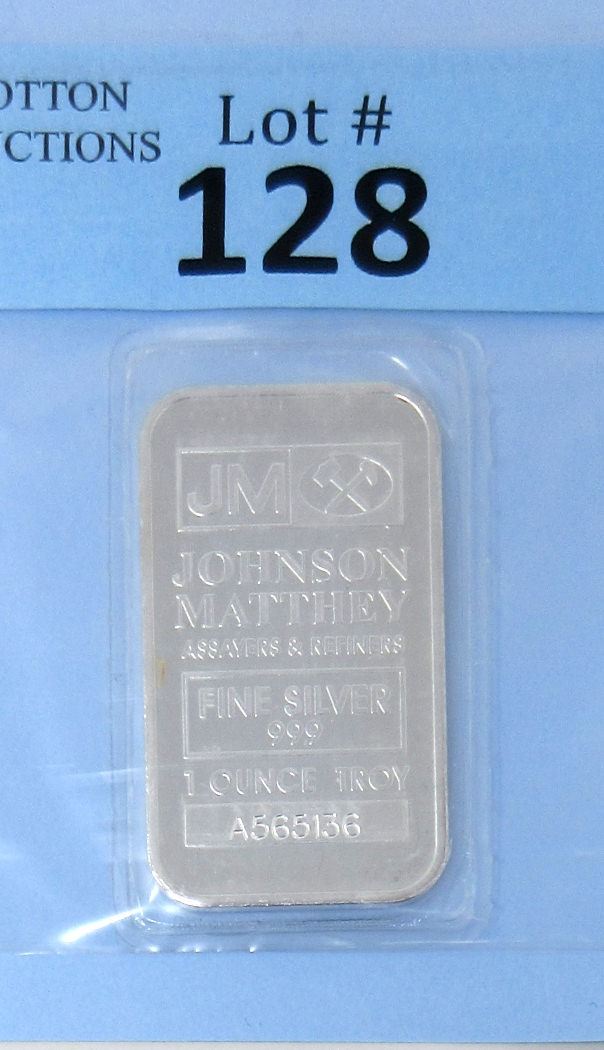 OTTON
CTIONS
Lot #
128
JM
JOHNSON
MATTHEY
ASSAYERS & REFINERS
FINE SILVER
999
1 OUNCE TROY
A565136